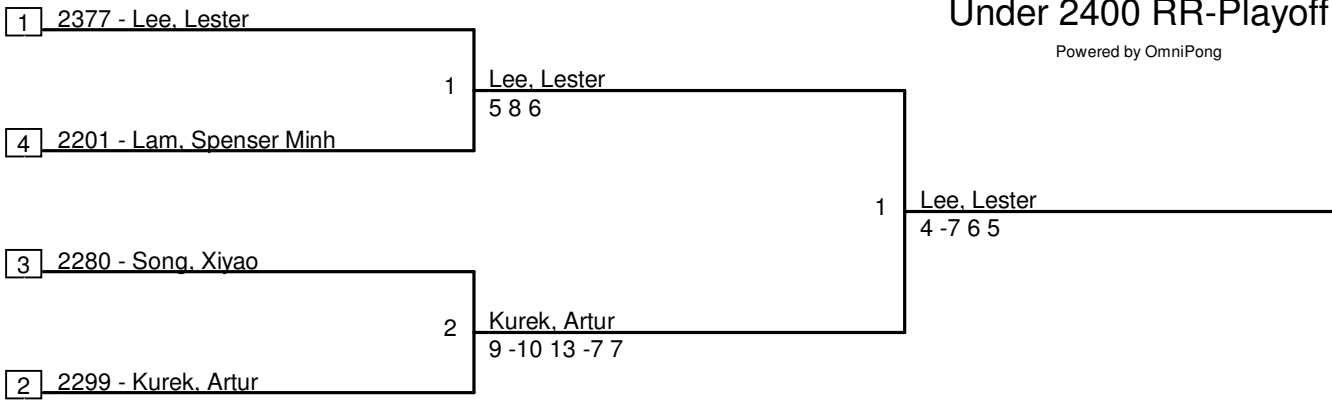 Under 2400 RR-Playoff
Powered by OmniPong
1 2377 - Lee, Lester
1 Lee, Lester
5 8 6
4 2201 - Lam, Spenser Minh
1 Lee, Lester
4 -7 6 5
3 2280 - Song, Xiyao
2 Kurek, Artur
9 -10 13 -7 7
2 2299 - Kurek, Artur